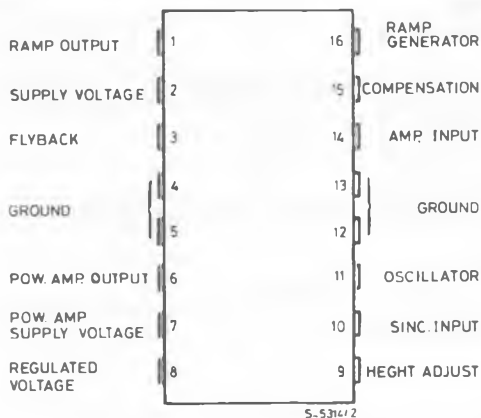 RAMP OUTPUT
1
16
RAMP
GENERATOR
SUPPLY VOLTAGE
2
15
COMPENSATION
FLYBACK
3
14
AMP. INPUT
4
13
GROUND
GROUND
5
12
POW. AMP. OUTPUT
6
11
OSCILLATOR
POW. AMP
SUPPLY VOLTAGE
7
10
SINC. INPUT
REGULATED
VOLTAGE
8
9
HEGHT ADJUST
S-5314/2